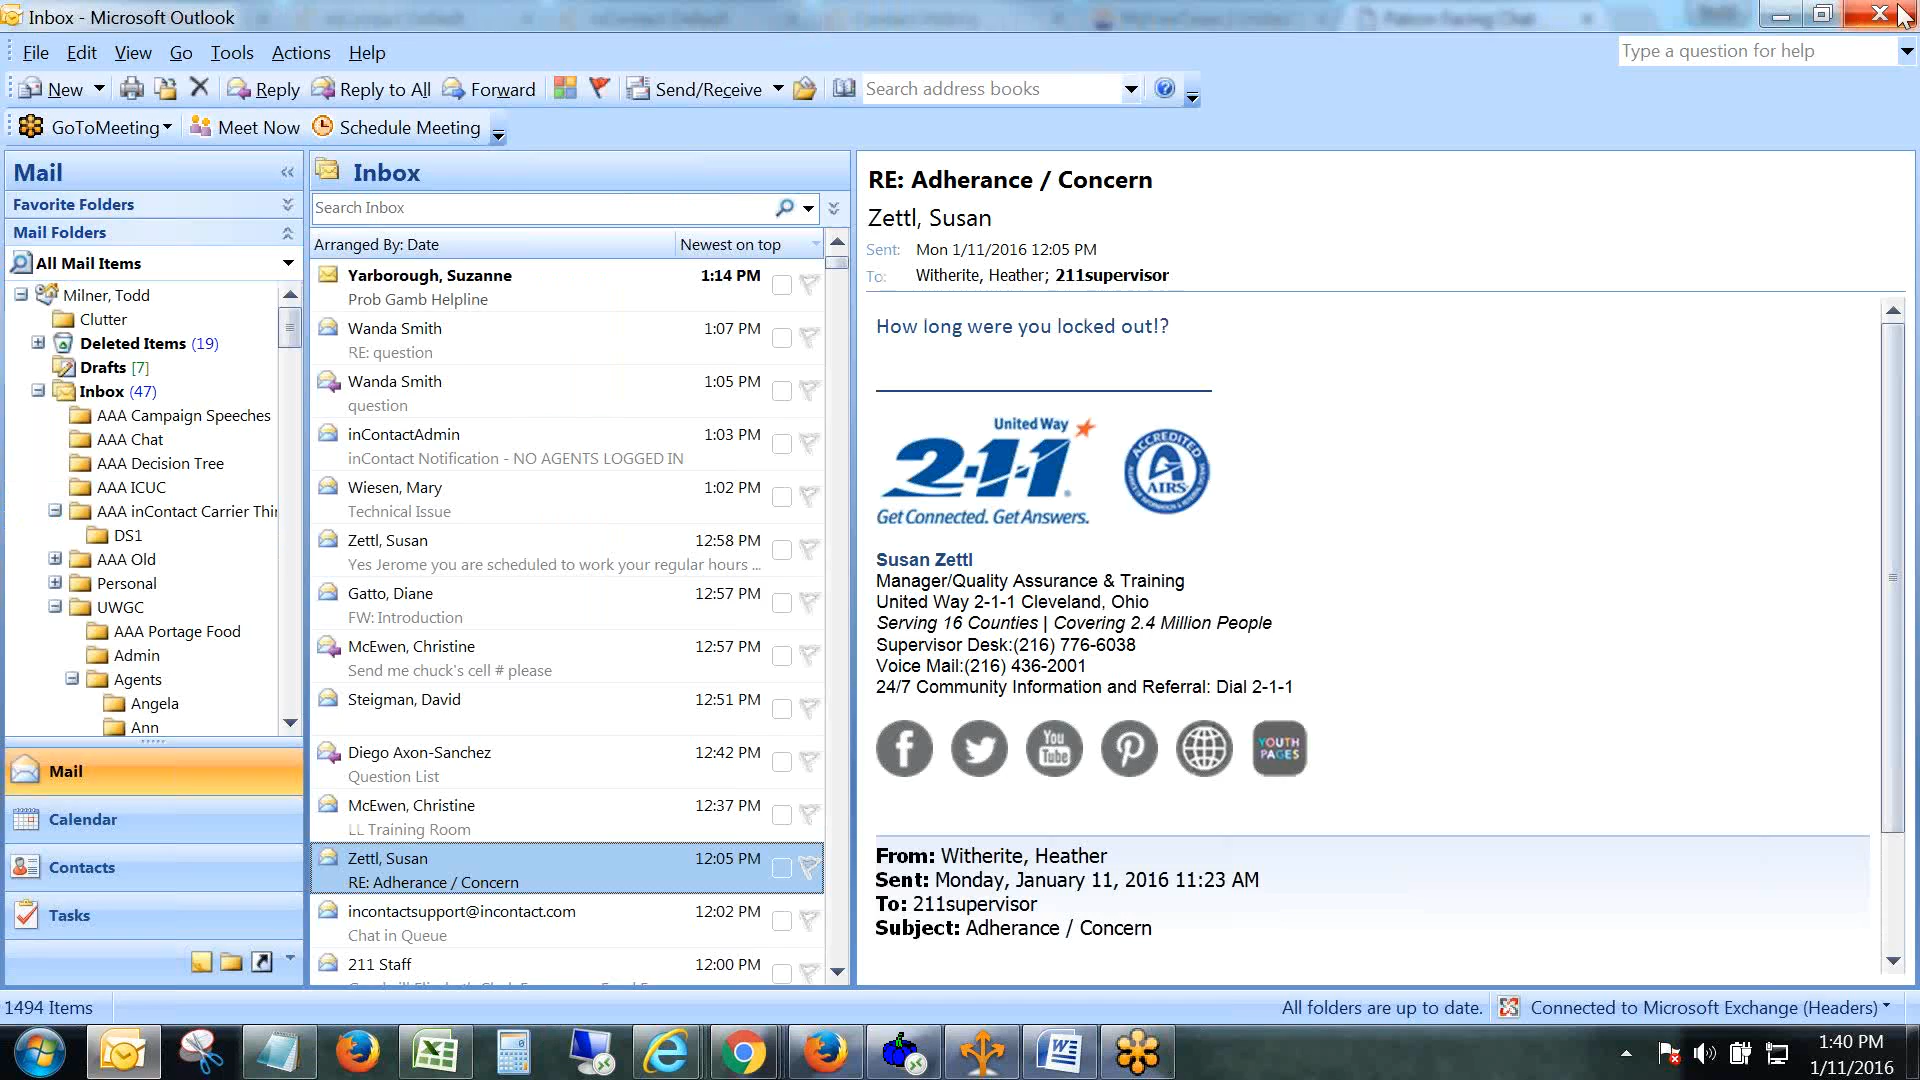 Inbox - Microsoft Outlook
File Edit View Go Tools Actions Help
Type a question for help
New Reply Reply to All Forward Send/Receive Search address books
GoToMeeting Meet Now Schedule Meeting
Mail
Favorite Folders
Mail Folders
All Mail Items
Milner, Todd
Clutter
Deleted Items (19)
Drafts [7]
Inbox (47)
AAA Campaign Speeches
AAA Chat
AAA Decision Tree
AAA ICUC
AAA inContact Carrier Thir
DS1
AAA Old
Personal
UWGC
AAA Portage Food
Admin
Agents
Angela
Ann
Mail
Calendar
Contacts
Tasks
Inbox
Search Inbox
Arranged By: Date Newest on top
Yarborough, Suzanne 1:14 PM
Prob Gamb Helpline
Wanda Smith 1:07 PM
RE: question
Wanda Smith 1:05 PM
question
inContactAdmin 1:03 PM
inContact Notification - NO AGENTS LOGGED IN
Wiesen, Mary 1:02 PM
Technical Issue
Zettl, Susan 12:58 PM
Yes Jerome you are scheduled to work your regular hours ...
Gatto, Diane 12:57 PM
FW: Introduction
McEwen, Christine 12:57 PM
Send me chuck's cell # please
Steigman, David 12:51 PM
Diego Axon-Sanchez 12:42 PM
Question List
McEwen, Christine 12:37 PM
LL Training Room
Zettl, Susan 12:05 PM
RE: Adherance / Concern
incontactsupport@incontact.com 12:02 PM
Chat in Queue
211 Staff 12:00 PM
RE: Adherance / Concern
Zettl, Susan
Sent: Mon 1/11/2016 12:05 PM
To: Witherite, Heather; 211supervisor
How long were you locked out!?
United Way
2-1-1
Get Connected. Get Answers.
ACCREDITED
AIRS
Susan Zettl
Manager/Quality Assurance & Training
United Way 2-1-1 Cleveland, Ohio
Serving 16 Counties | Covering 2.4 Million People
Supervisor Desk:(216) 776-6038
Voice Mail:(216) 436-2001
24/7 Community Information and Referral: Dial 2-1-1
You Tube
YOUTH PAGES
From: Witherite, Heather
Sent: Monday, January 11, 2016 11:23 AM
To: 211supervisor
Subject: Adherance / Concern
1494 Items
All folders are up to date. Connected to Microsoft Exchange (Headers)
1:40 PM
1/11/2016